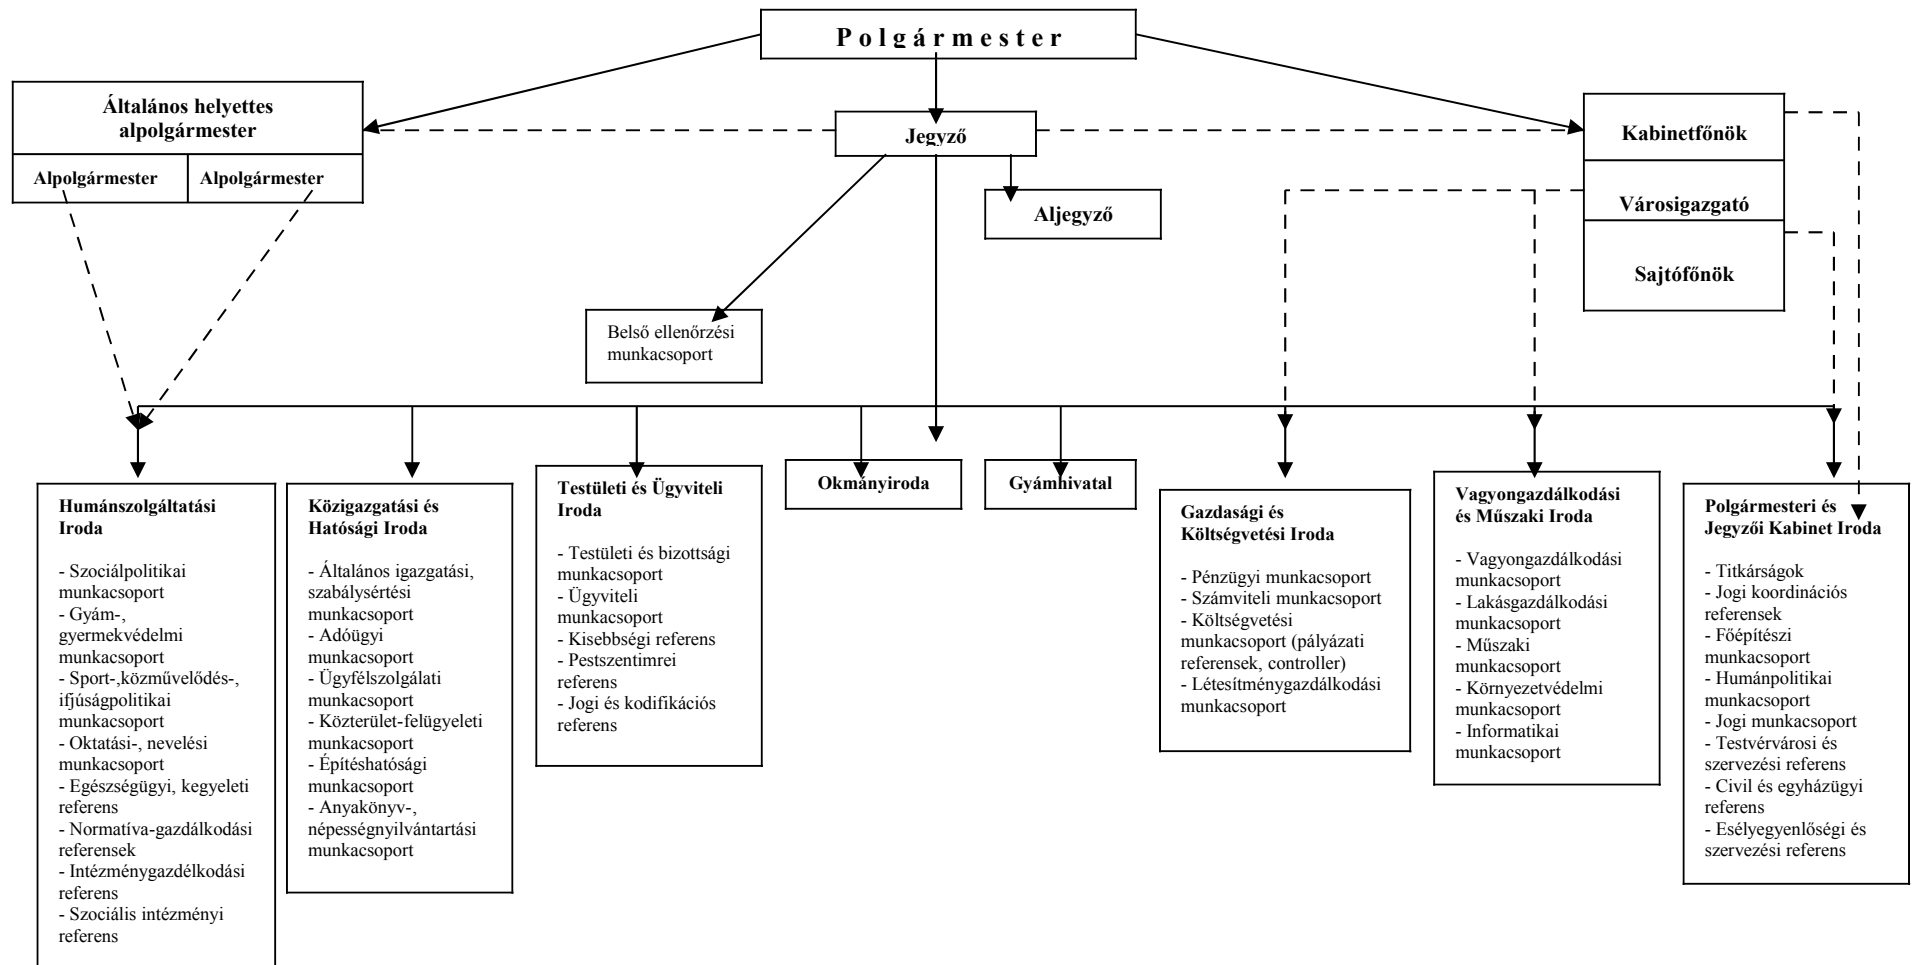 P o l g á r m e s t e r
Általános helyettes
alpolgármester
Alpolgármester
Alpolgármester
Jegyző
Aljegyző
Kabinetfőnök
Városigazgató
Sajtófőnök
Belső ellenőrzési
munkacsoport
Humánszolgáltatási
Iroda
- Szociálpolitikai
munkacsoport
- Gyám-,
gyermekvédelmi
munkacsoport
- Sport-,közművelődés-,
ifjúságpolitikai
munkacsoport
- Oktatási-, nevelési
munkacsoport
- Egészségügyi, kegyeleti
referens
- Normatíva-gazdálkodási
referensek
- Intézménygazdélkodási
referens
- Szociális intézményi
referens
Közigazgatási és
Hatósági Iroda
- Általános igazgatási,
szabálysértési
munkacsoport
- Adóügyi
munkacsoport
- Ügyfélszolgálati
munkacsoport
- Közterület-felügyeleti
munkacsoport
- Építéshatósági
munkacsoport
- Anyakönyv-,
népességnyilvántartási
munkacsoport
Testületi és Ügyviteli
Iroda
- Testületi és bizottsági
munkacsoport
- Ügyviteli
munkacsoport
- Kisebbségi referens
- Pestszentimrei
referens
- Jogi és kodifikációs
referens
Okmányiroda
Gyámhivatal
Gazdasági és
Költségvetési Iroda
- Pénzügyi munkacsoport
- Számviteli munkacsoport
- Költségvetési
munkacsoport (pályázati
referensek, controller)
- Létesítménygazdálkodási
munkacsoport
Vagyongazdálkodási
és Műszaki Iroda
- Vagyongazdálkodási
munkacsoport
- Lakásgazdálkodási
munkacsoport
- Műszaki
munkacsoport
- Környezetvédelmi
munkacsoport
- Informatikai
munkacsoport
Polgármesteri és
Jegyzői Kabinet Iroda
- Titkárságok
- Jogi koordinációs
referensek
- Főépítészi
munkacsoport
- Humánpolitikai
munkacsoport
- Jogi munkacsoport
- Testvérvárosi és
szervezési referens
- Civil és egyházügyi
referens
- Esélyegyenlőségi és
szervezési referens